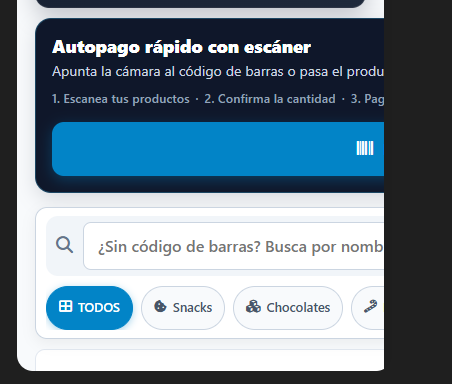 Autopago rápido con escáner
Apunta la cámara al código de barras o pasa el produ
1. Escanea tus productos · 2. Confirma la cantidad · 3. Pag
¿Sin código de barras? Busca por nomb
TODOS
Snacks
Chocolates